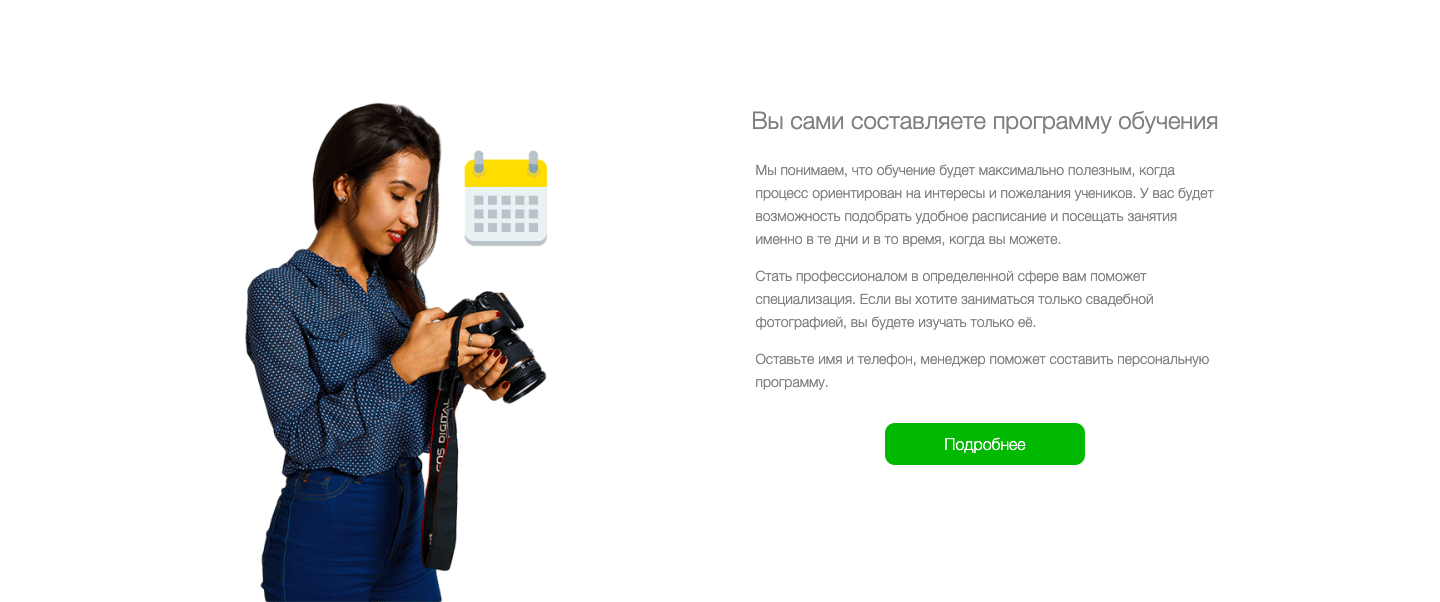 Вы сами составляете программу обучения
Мы понимаем, что обучение будет максимально полезным, когда
процесс ориентирован на интересы и пожелания учеников. У вас будет
возможность подобрать удобное расписание и посещать занятия
именно в те дни и в то время, когда вы можете.
Стать профессионалом в определенной сфере вам поможет
специализация. Если вы хотите заниматься только свадебной
фотографией, вы будете изучать только её.
Оставьте имя и телефон, менеджер поможет составить персональную
программу.
Подробнее
EOS DIGITAL